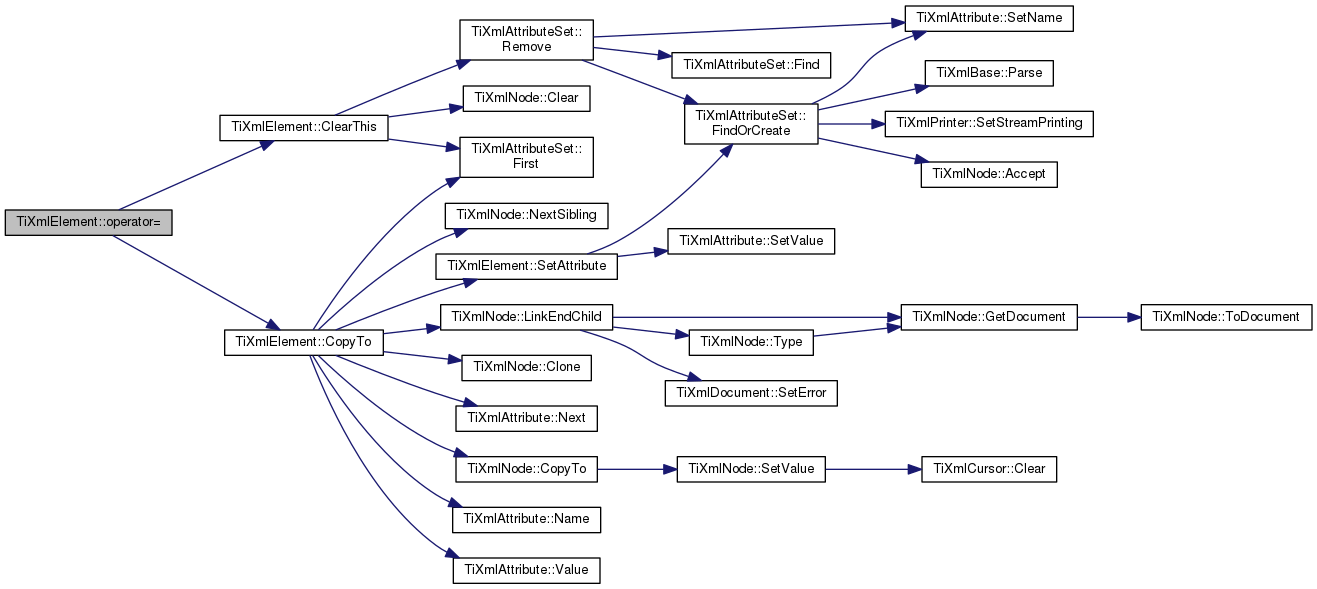 TiXmlElement::operator=
TiXmlElement::ClearThis
TiXmlElement::CopyTo
TiXmlAttributeSet::
Remove
TiXmlNode::Clear
TiXmlAttributeSet::
First
TiXmlNode::NextSibling
TiXmlElement::SetAttribute
TiXmlNode::LinkEndChild
TiXmlNode::Clone
TiXmlAttribute::Next
TiXmlNode::CopyTo
TiXmlAttribute::Name
TiXmlAttribute::Value
TiXmlAttributeSet::Find
TiXmlAttributeSet::
FindOrCreate
TiXmlAttribute::SetValue
TiXmlNode::Type
TiXmlDocument::SetError
TiXmlNode::SetValue
TiXmlAttribute::SetName
TiXmlBase::Parse
TiXmlPrinter::SetStreamPrinting
TiXmlNode::Accept
TiXmlNode::GetDocument
TiXmlCursor::Clear
TiXmlNode::ToDocument